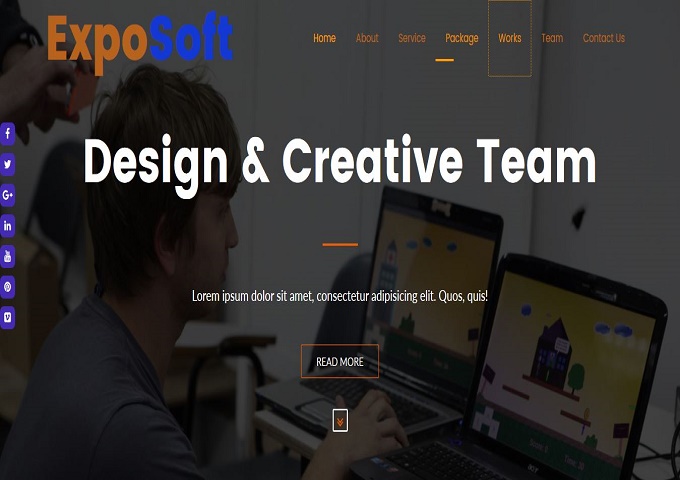 ExpoSoft
Home About Service Package Works Team Contact Us
Design & Creative Team
Lorem ipsum dolor sit amet, consectetur adipisicing elit. Quos, quis!
READ MORE